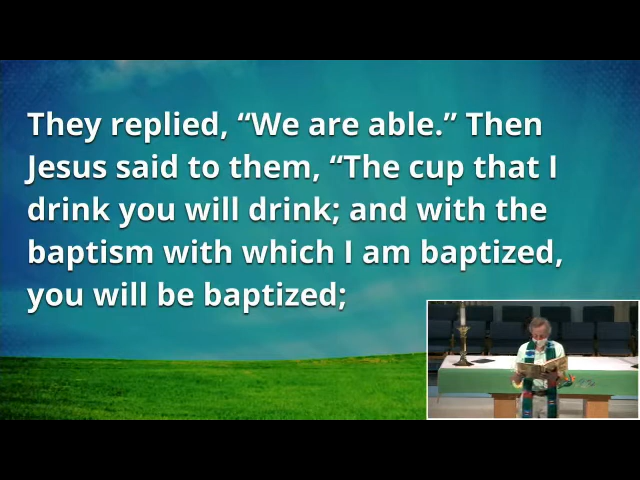 They replied, “We are able.” Then
Jesus said to them, “The cup that I
drink you will drink; and with the
baptism with which I am baptized,
you will be baptized;